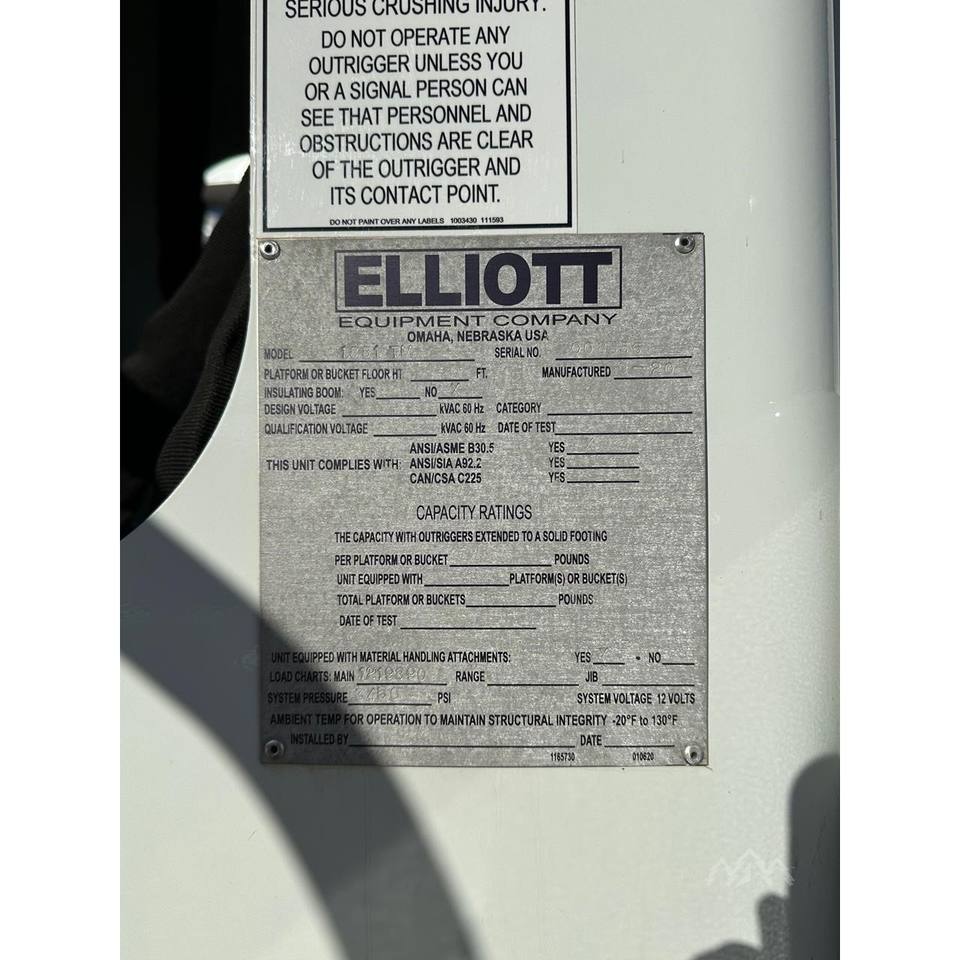 SERIOUS CRUSHING INJURY.
DO NOT OPERATE ANY
OUTRIGGER UNLESS YOU
OR A SIGNAL PERSON CAN
SEE THAT PERSONNEL AND
OBSTRUCTIONS ARE CLEAR
OF THE OUTRIGGER AND
ITS CONTACT POINT.
DO NOT PAINT OVER ANY LABELS 1003430 111593
ELLIOTT
EQUIPMENT COMPANY
OMAHA, NEBRASKA USA
MODEL SERIAL NO.
PLATFORM OR BUCKET FLOOR HT. FT. MANUFACTURED
INSULATING BOOM: YES NO X
DESIGN VOLTAGE kVAC 60 Hz CATEGORY
QUALIFICATION VOLTAGE kVAC 60 Hz DATE OF TEST
ANSI/ASME B30.5 YES
THIS UNIT COMPLIES WITH: ANSI/SIA A92.2 YES
CAN/CSA C225 YES
CAPACITY RATINGS
THE CAPACITY WITH OUTRIGGERS EXTENDED TO A SOLID FOOTING
PER PLATFORM OR BUCKET POUNDS
UNIT EQUIPPED WITH PLATFORM(S) OR BUCKET(S)
TOTAL PLATFORM OR BUCKETS POUNDS
DATE OF TEST
UNIT EQUIPPED WITH MATERIAL HANDLING ATTACHMENTS: YES - NO
LOAD CHARTS: MAIN RANGE JIB
SYSTEM PRESSURE PSI SYSTEM VOLTAGE 12 VOLTS
AMBIENT TEMP FOR OPERATION TO MAINTAIN STRUCTURAL INTEGRITY -20°F to 130°F
INSTALLED BY DATE
1165730 010620